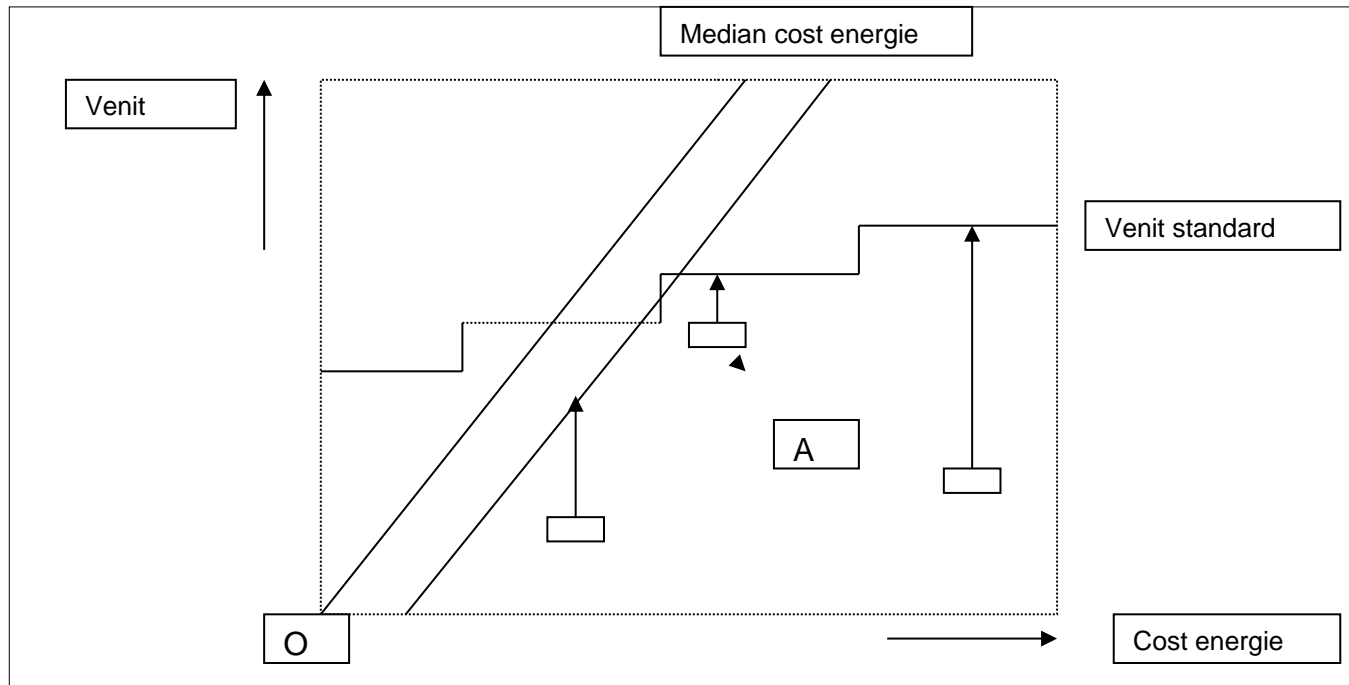 Median cost energie
Venit
Venit standard
A
O
Cost energie